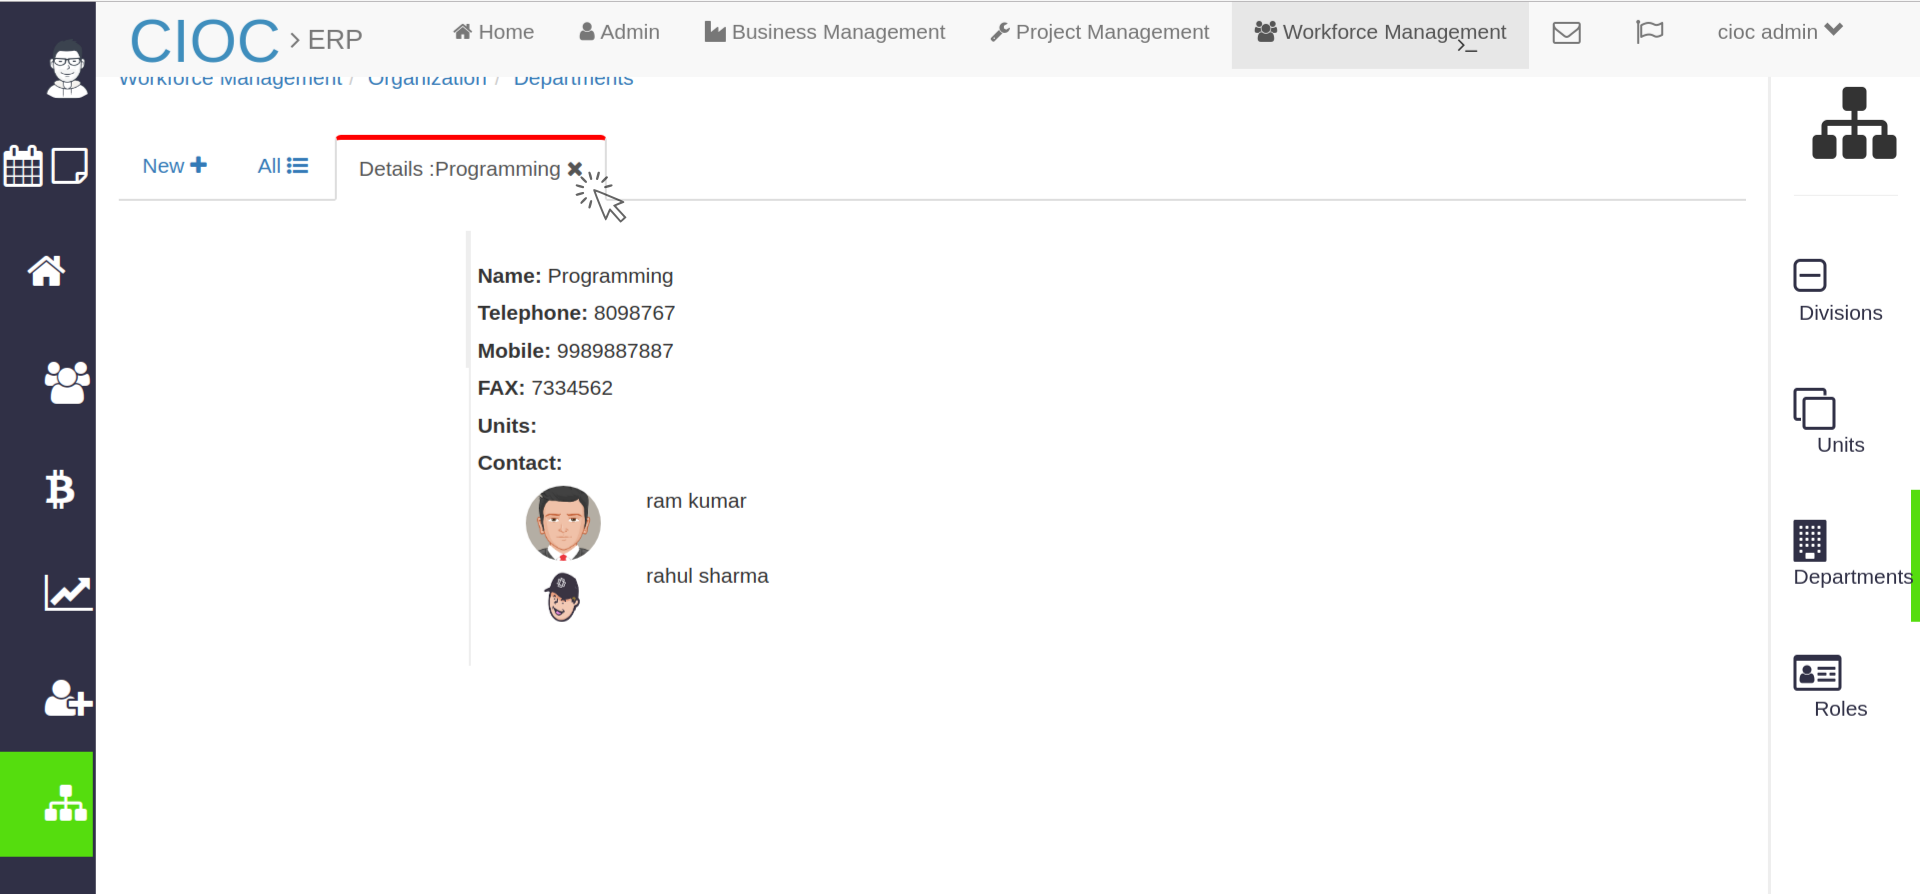 CIOC > ERP Home Admin Business Management Project Management Workforce Management cioc admin
Workforce Management / Organization / Departments
New All Details :Programming
Name: Programming
Telephone: 8098767
Mobile: 9989887887
FAX: 7334562
Units:
Contact:
ram kumar
rahul sharma
Divisions
Units
Departments
Roles